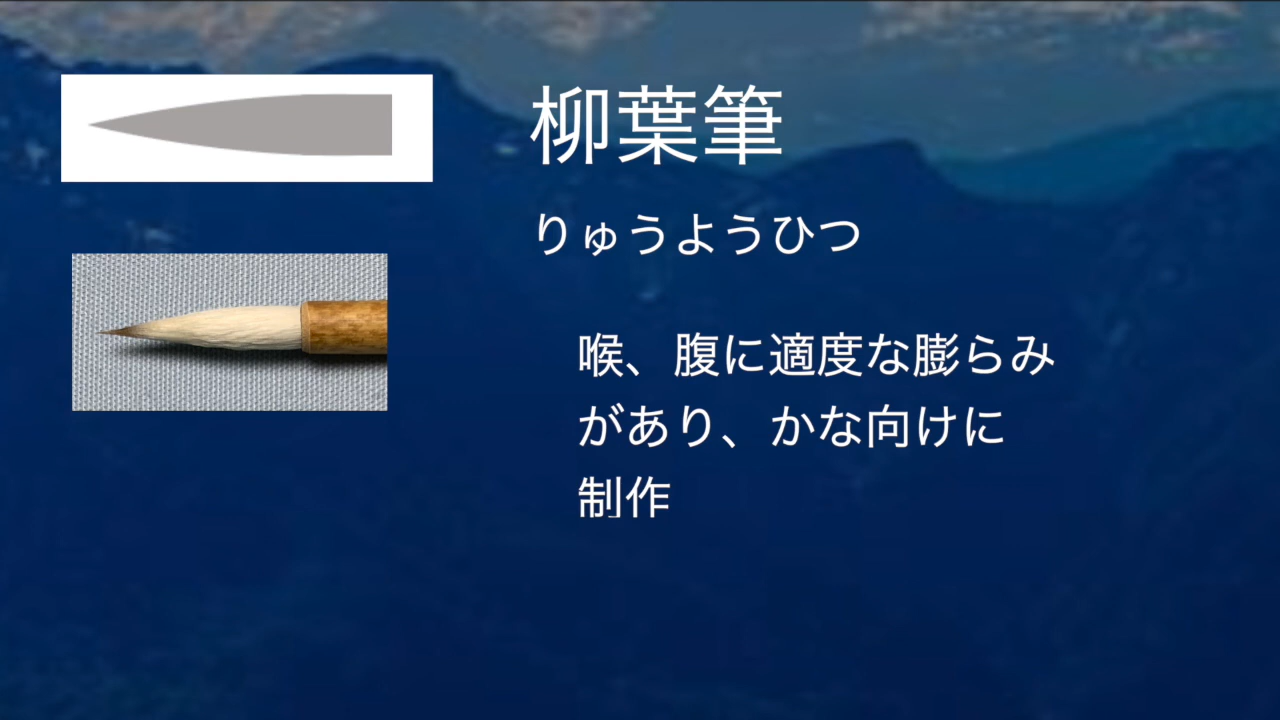 柳葉筆
りゅうようひつ
喉、腹に適度な膨らみ
があり、かな向けに
制作